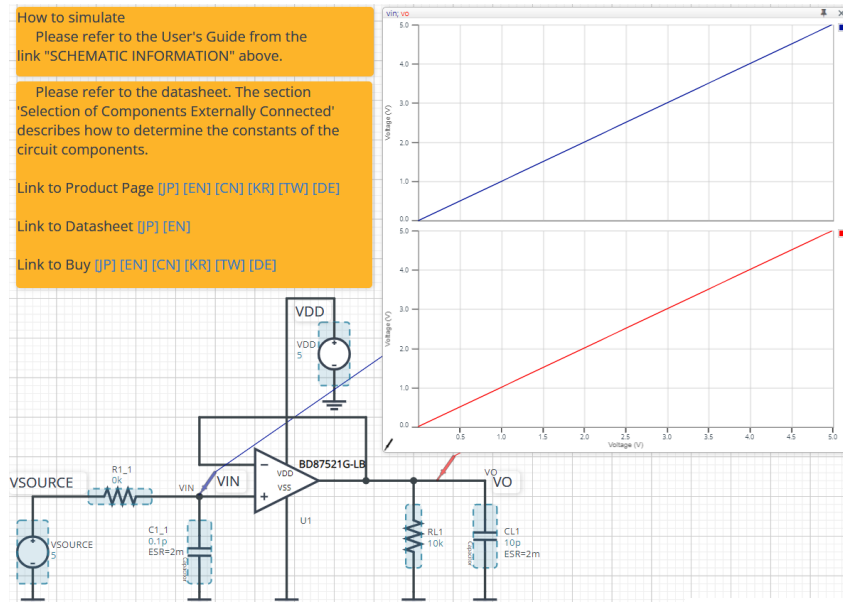 How to simulate
Please refer to the User's Guide from the
link "SCHEMATIC INFORMATION" above.
Please refer to the datasheet. The section
'Selection of Components Externally Connected'
describes how to determine the constants of the
circuit components.
Link to Product Page [JP] [EN] [CN] [KR] [TW] [DE]
Link to Datasheet [JP] [EN]
Link to Buy [JP] [EN] [CN] [KR] [TW] [DE]
vin; vo
5.0
4.0
3.0
2.0
1.0
0.0
Voltage (V)
5.0
4.0
3.0
2.0
1.0
0.0
Voltage (V)
0.5 1.0 1.5 2.0 2.5 3.0 3.5 4.0 4.5 5.0
Voltage (V)
VDD
VDD
5
BD87521G-LB
VDD
VSS
U1
R1_1
0k
VSOURCE
VIN
VIN
VO
VO
VSOURCE
5
C1_1
0.1p
ESR=2m
Capacitor
RL1
10k
CL1
10p
ESR=2m
Capacitor